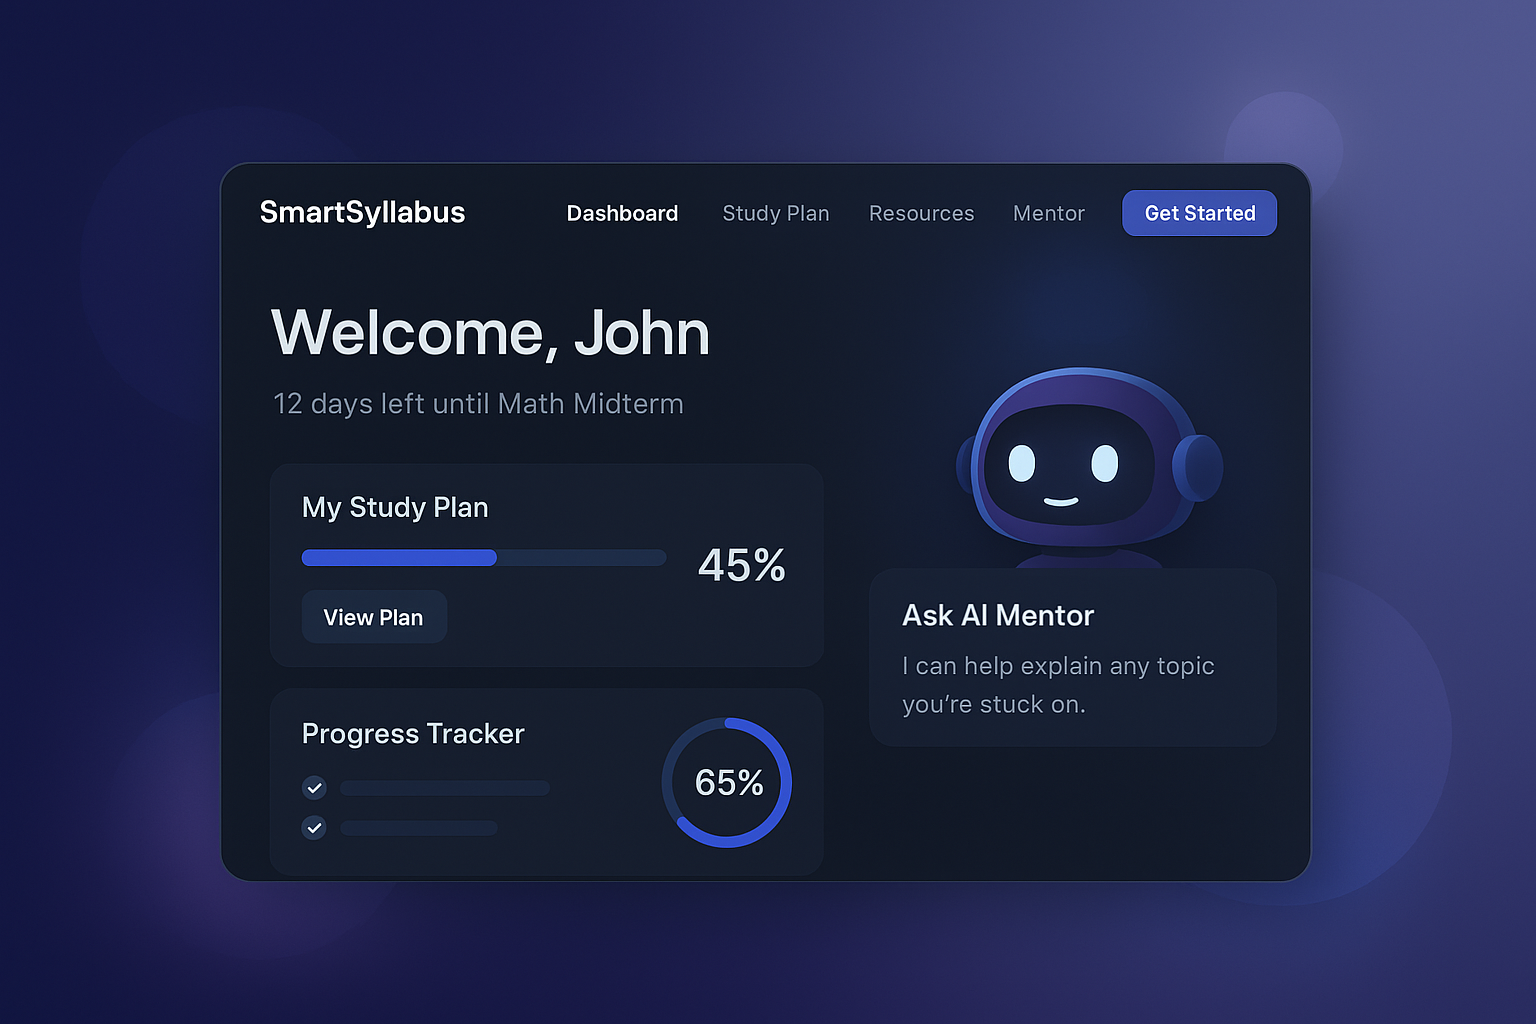 SmartSyllabus
Dashboard
Study Plan
Resources
Mentor
Get Started
Welcome, John
12 days left until Math Midterm
My Study Plan
45%
View Plan
Progress Tracker
65%
Ask AI Mentor
I can help explain any topic
you’re stuck on.